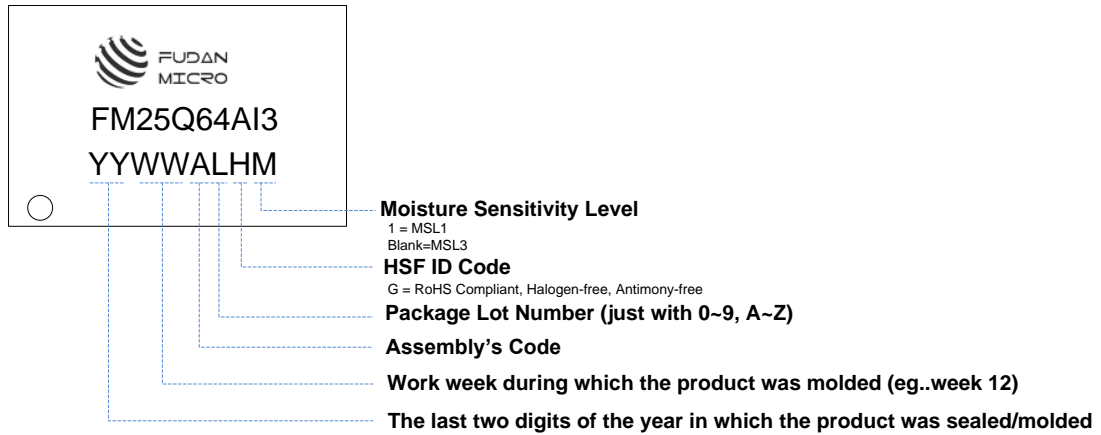 FUDAN
MICRO
FM25Q64AI3
YYWWALHM
Moisture Sensitivity Level
1 = MSL1
Blank=MSL3
HSF ID Code
G = RoHS Compliant, Halogen-free, Antimony-free
Package Lot Number (just with 0~9, A~Z)
Assembly's Code
Work week during which the product was molded (eg..week 12)
The last two digits of the year in which the product was sealed/molded